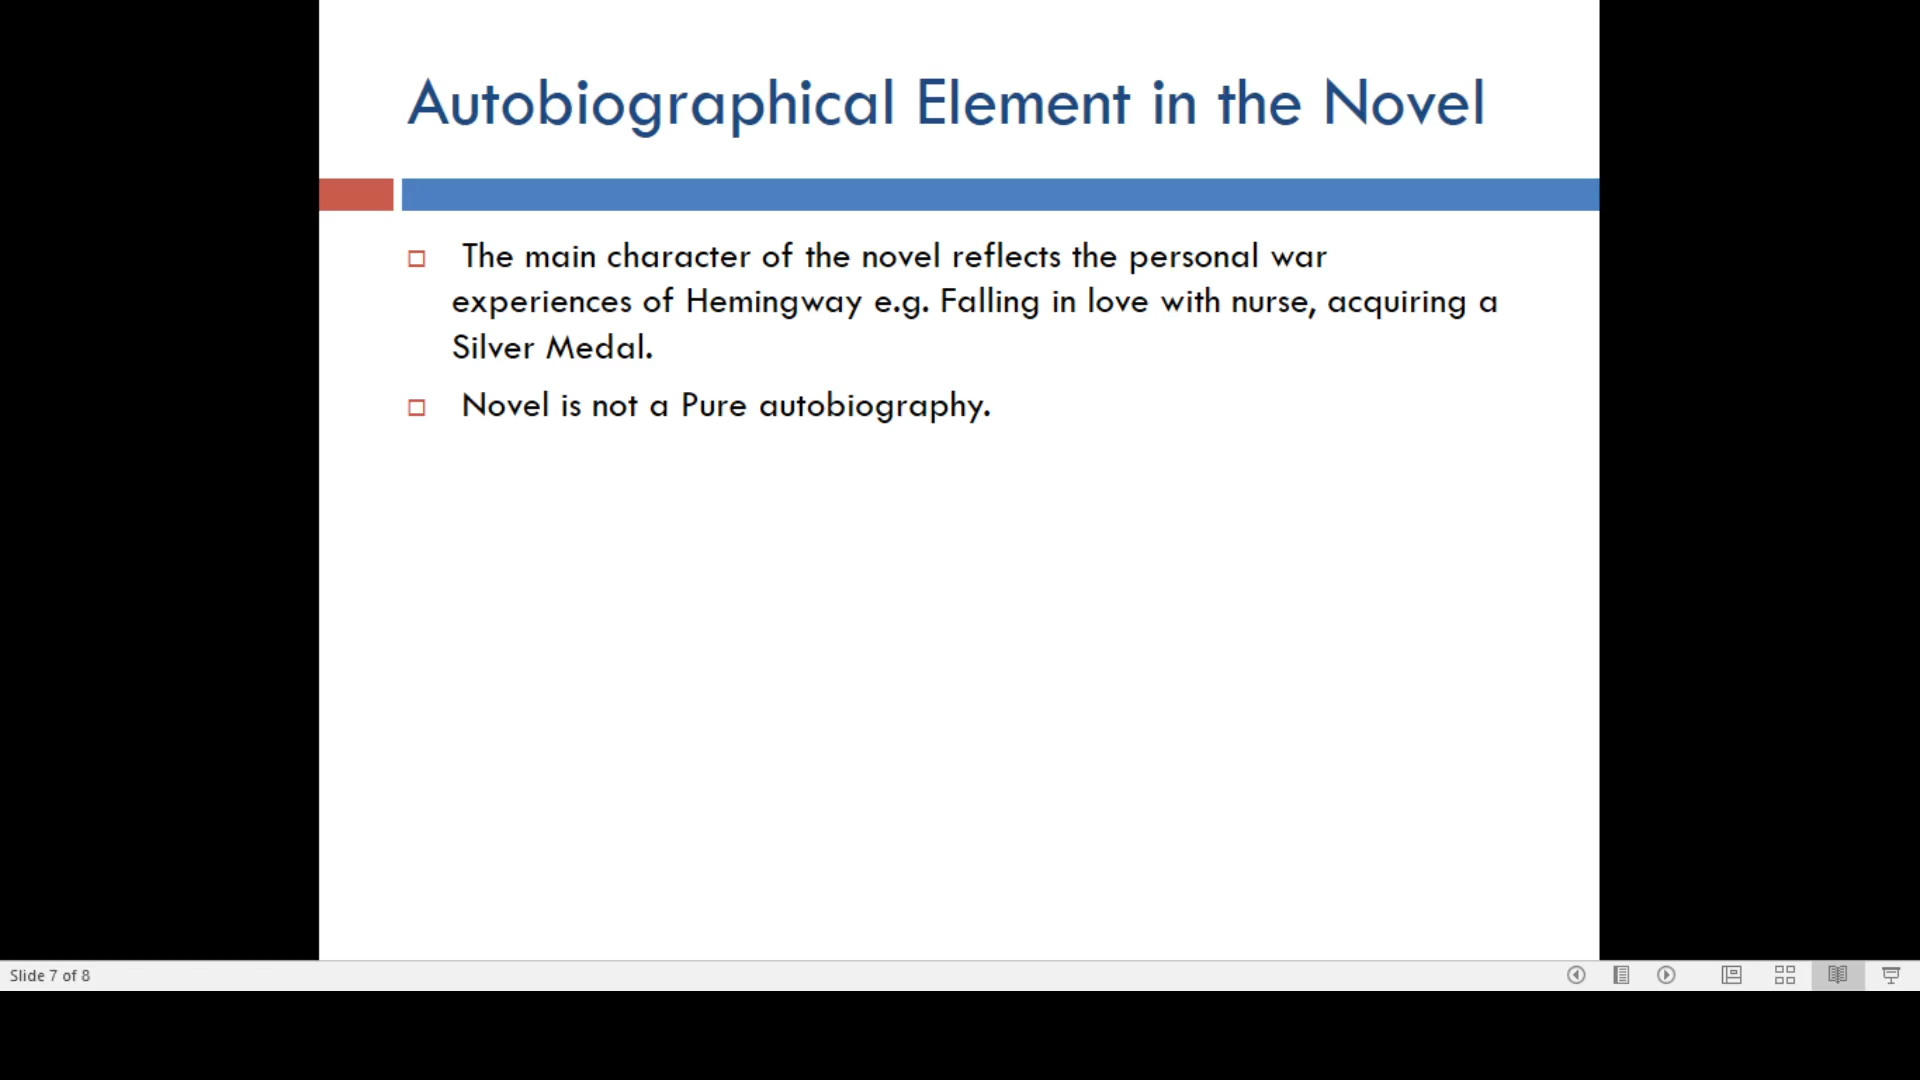 Autobiographical Element in the Novel
The main character of the novel reflects the personal war
experiences of Hemingway e.g. Falling in love with nurse, acquiring a
Silver Medal.
Novel is not a Pure autobiography.
Slide 7 of 8